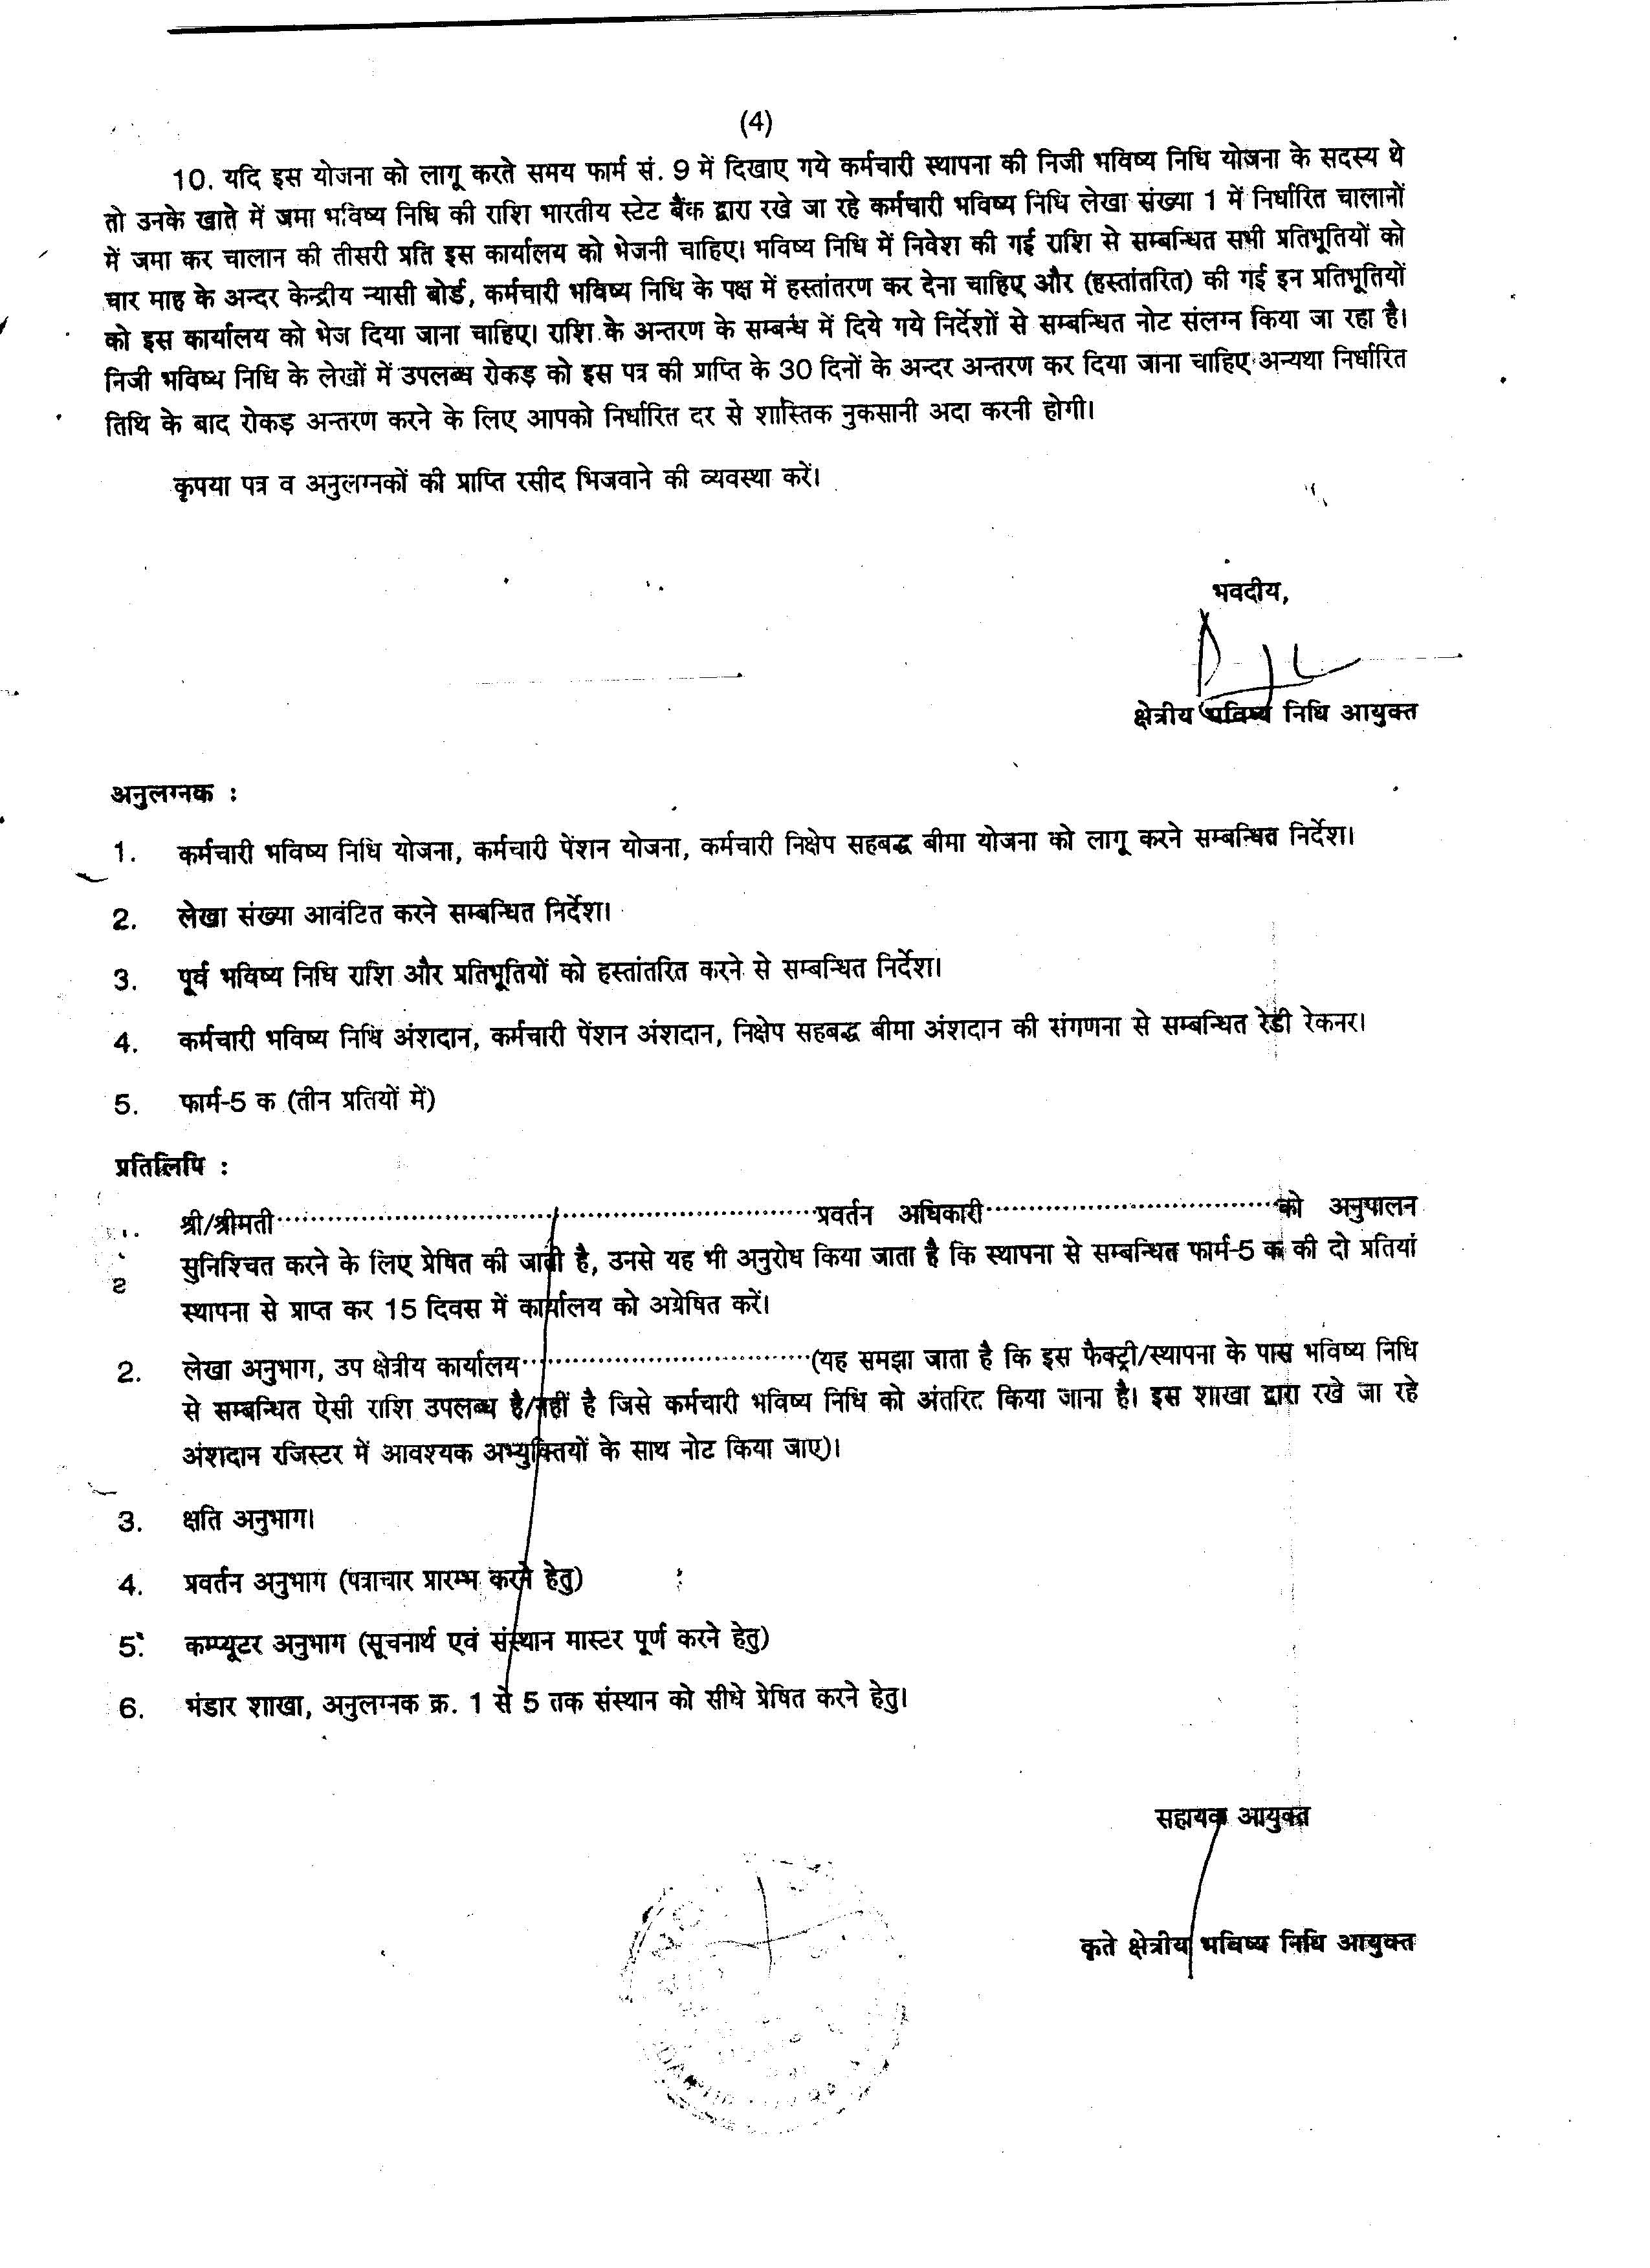 (4)
10. यदि इस योजना को लागू करते समय फार्म सं. 9 में दिखाए गये कर्मचारी स्थापना की निजी भविष्य निधि योजना के सदस्य थे
तो उनके खाते में जमा भविष्य निधि की राशि भारतीय स्टेट बैंक द्वारा रखे जा रहे कर्मचारी भविष्य निधि लेखा संख्या 1 में निर्धारित चालानों
में जमा कर चालान की तीसरी प्रति इस कार्यालय को भेजनी चाहिए। भविष्य निधि में निवेश की गई राशि से सम्बन्धित सभी प्रतिभूतियों को
चार माह के अन्दर केन्द्रीय न्यासी बोर्ड, कर्मचारी भविष्य निधि के पक्ष में हस्तांतरण कर देना चाहिए और (हस्तांतरित) की गई इन प्रतिभूतियों
को इस कार्यालय को भेज दिया जाना चाहिए। राशि के अन्तरण के सम्बन्ध में दिये गये निर्देशों से सम्बन्धित नोट संलग्न किया जा रहा है।
निजी भविष्ध निधि के लेखों में उपलब्ध रोकड़ को इस पत्र की प्राप्ति के 30 दिनों के अन्दर अन्तरण कर दिया जाना चाहिए अन्यथा निर्धारित
तिथि के बाद रोकड़ अन्तरण करने के लिए आपको निर्धारित दर से शास्तिक नुकसानी अदा करनी होगी।
कृपया पत्र व अनुलग्नकों की प्राप्ति रसीद भिजवाने की व्यवस्था करें।
भवदीय,
क्षेत्रीय भविष्य निधि आयुक्त
अनुलग्नक :
1. कर्मचारी भविष्य निधि योजना, कर्मचारी पेंशन योजना, कर्मचारी निक्षेप सहबद्ध बीमा योजना को लागू करने सम्बन्धित निर्देश।
2. लेखा संख्या आवंटित करने सम्बन्धित निर्देश।
3. पूर्व भविष्य निधि राशि और प्रतिभूतियों को हस्तांतरित करने से सम्बन्धित निर्देश।
4. कर्मचारी भविष्य निधि अंशदान, कर्मचारी पेंशन अंशदान, निक्षेप सहबद्ध बीमा अंशदान की संगणना से सम्बन्धित रेडी रेकनर।
5. फार्म-5 क (तीन प्रतियों में)
प्रतिलिपि :
श्री/श्रीमती.................................................प्रवर्तन अधिकारी...........................को अनुपालन
सुनिश्चित करने के लिए प्रेषित की जाती है, उनसे यह भी अनुरोध किया जाता है कि स्थापना से सम्बन्धित फार्म-5 क की दो प्रतियां
स्थापना से प्राप्त कर 15 दिवस में कार्यालय को अग्रेषित करें।
2. लेखा अनुभाग, उप क्षेत्रीय कार्यालय...........................(यह समझा जाता है कि इस फैक्ट्री/स्थापना के पास भविष्य निधि
से सम्बन्धित ऐसी राशि उपलब्ध है/नहीं है जिसे कर्मचारी भविष्य निधि को अंतरित किया जाना है। इस शाखा द्वारा रखे जा रहे
अंशदान रजिस्टर में आवश्यक अभ्युक्तियों के साथ नोट किया जाए)।
3. क्षति अनुभाग।
4. प्रवर्तन अनुभाग (पत्राचार प्रारम्भ करने हेतु)
5. कम्प्यूटर अनुभाग (सूचनार्थ एवं संस्थान मास्टर पूर्ण करने हेतु)
6. भंडार शाखा, अनुलग्नक क्र. 1 से 5 तक संस्थान को सीधे प्रेषित करने हेतु।
सहायक आयुक्त
कृते क्षेत्रीय भविष्य निधि आयुक्त